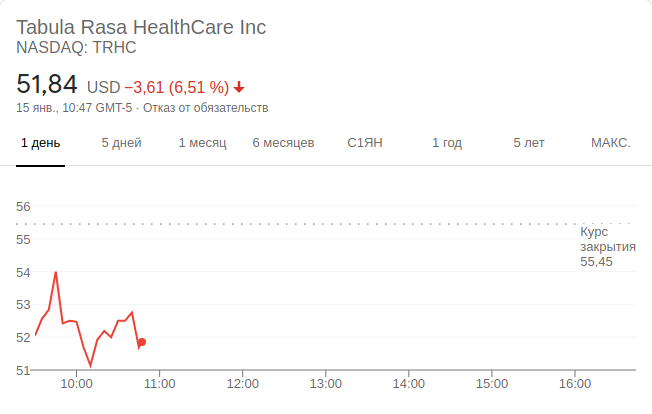 Tabula Rasa HealthCare Inc
NASDAQ: TRHC
51,84 USD −3,61 (6,51 %)
15 янв., 10:47 GMT-5 · Отказ от обязательств
1 день 5 дней 1 месяц 6 месяцев С1ЯН 1 год 5 лет МАКС.
56
55
54
53
52
51
Курс
закрытия
55,45
10:00 11:00 12:00 13:00 14:00 15:00 16:00